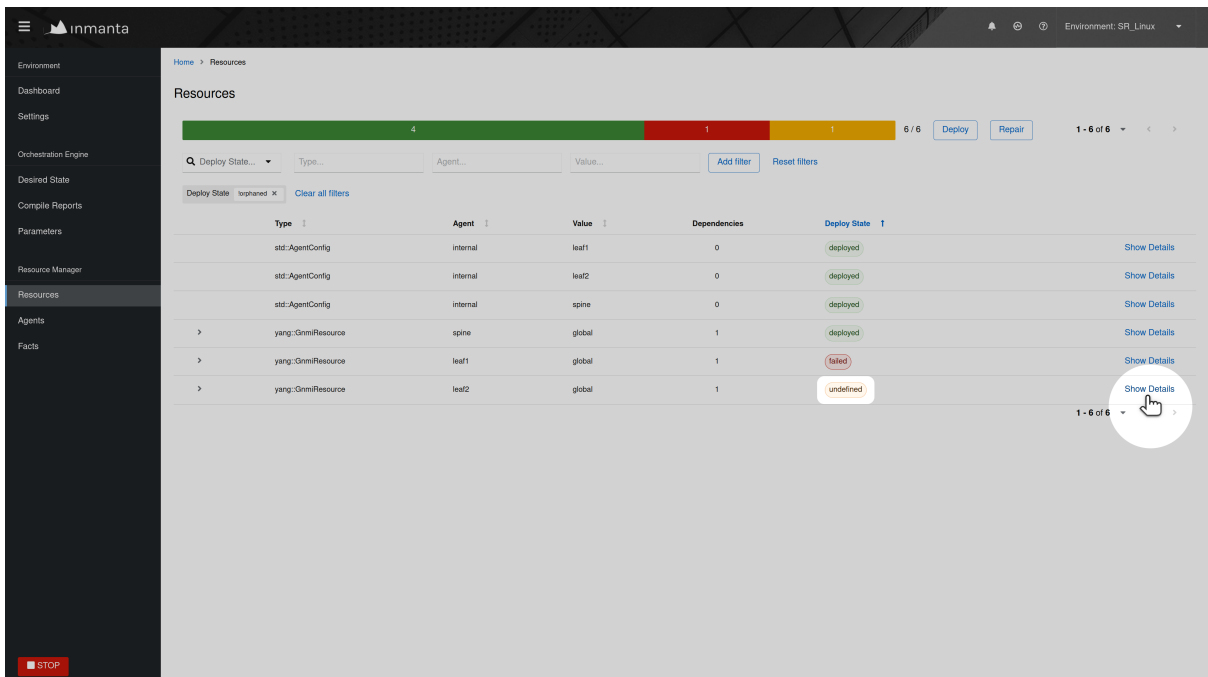 inmanta
Environment: SR_Linux
Environment
Dashboard
Settings
Orchestration Engine
Desired State
Compile Reports
Parameters
Resource Manager
Resources
Agents
Facts
STOP
Home > Resources
Resources
4 1 1 6 / 6 Deploy Repair 1 - 6 of 6
Deploy State... Type... Agent... Value... Add filter Reset filters
Deploy State !orphaned × Clear all filters
Type Agent Value Dependencies Deploy State
std::AgentConfig internal leaf1 0 deployed Show Details
std::AgentConfig internal leaf2 0 deployed Show Details
std::AgentConfig internal spine 0 deployed Show Details
yang::GnmiResource spine global 1 deployed Show Details
yang::GnmiResource leaf1 global 1 failed Show Details
yang::GnmiResource leaf2 global 1 undefined Show Details
1 - 6 of 6